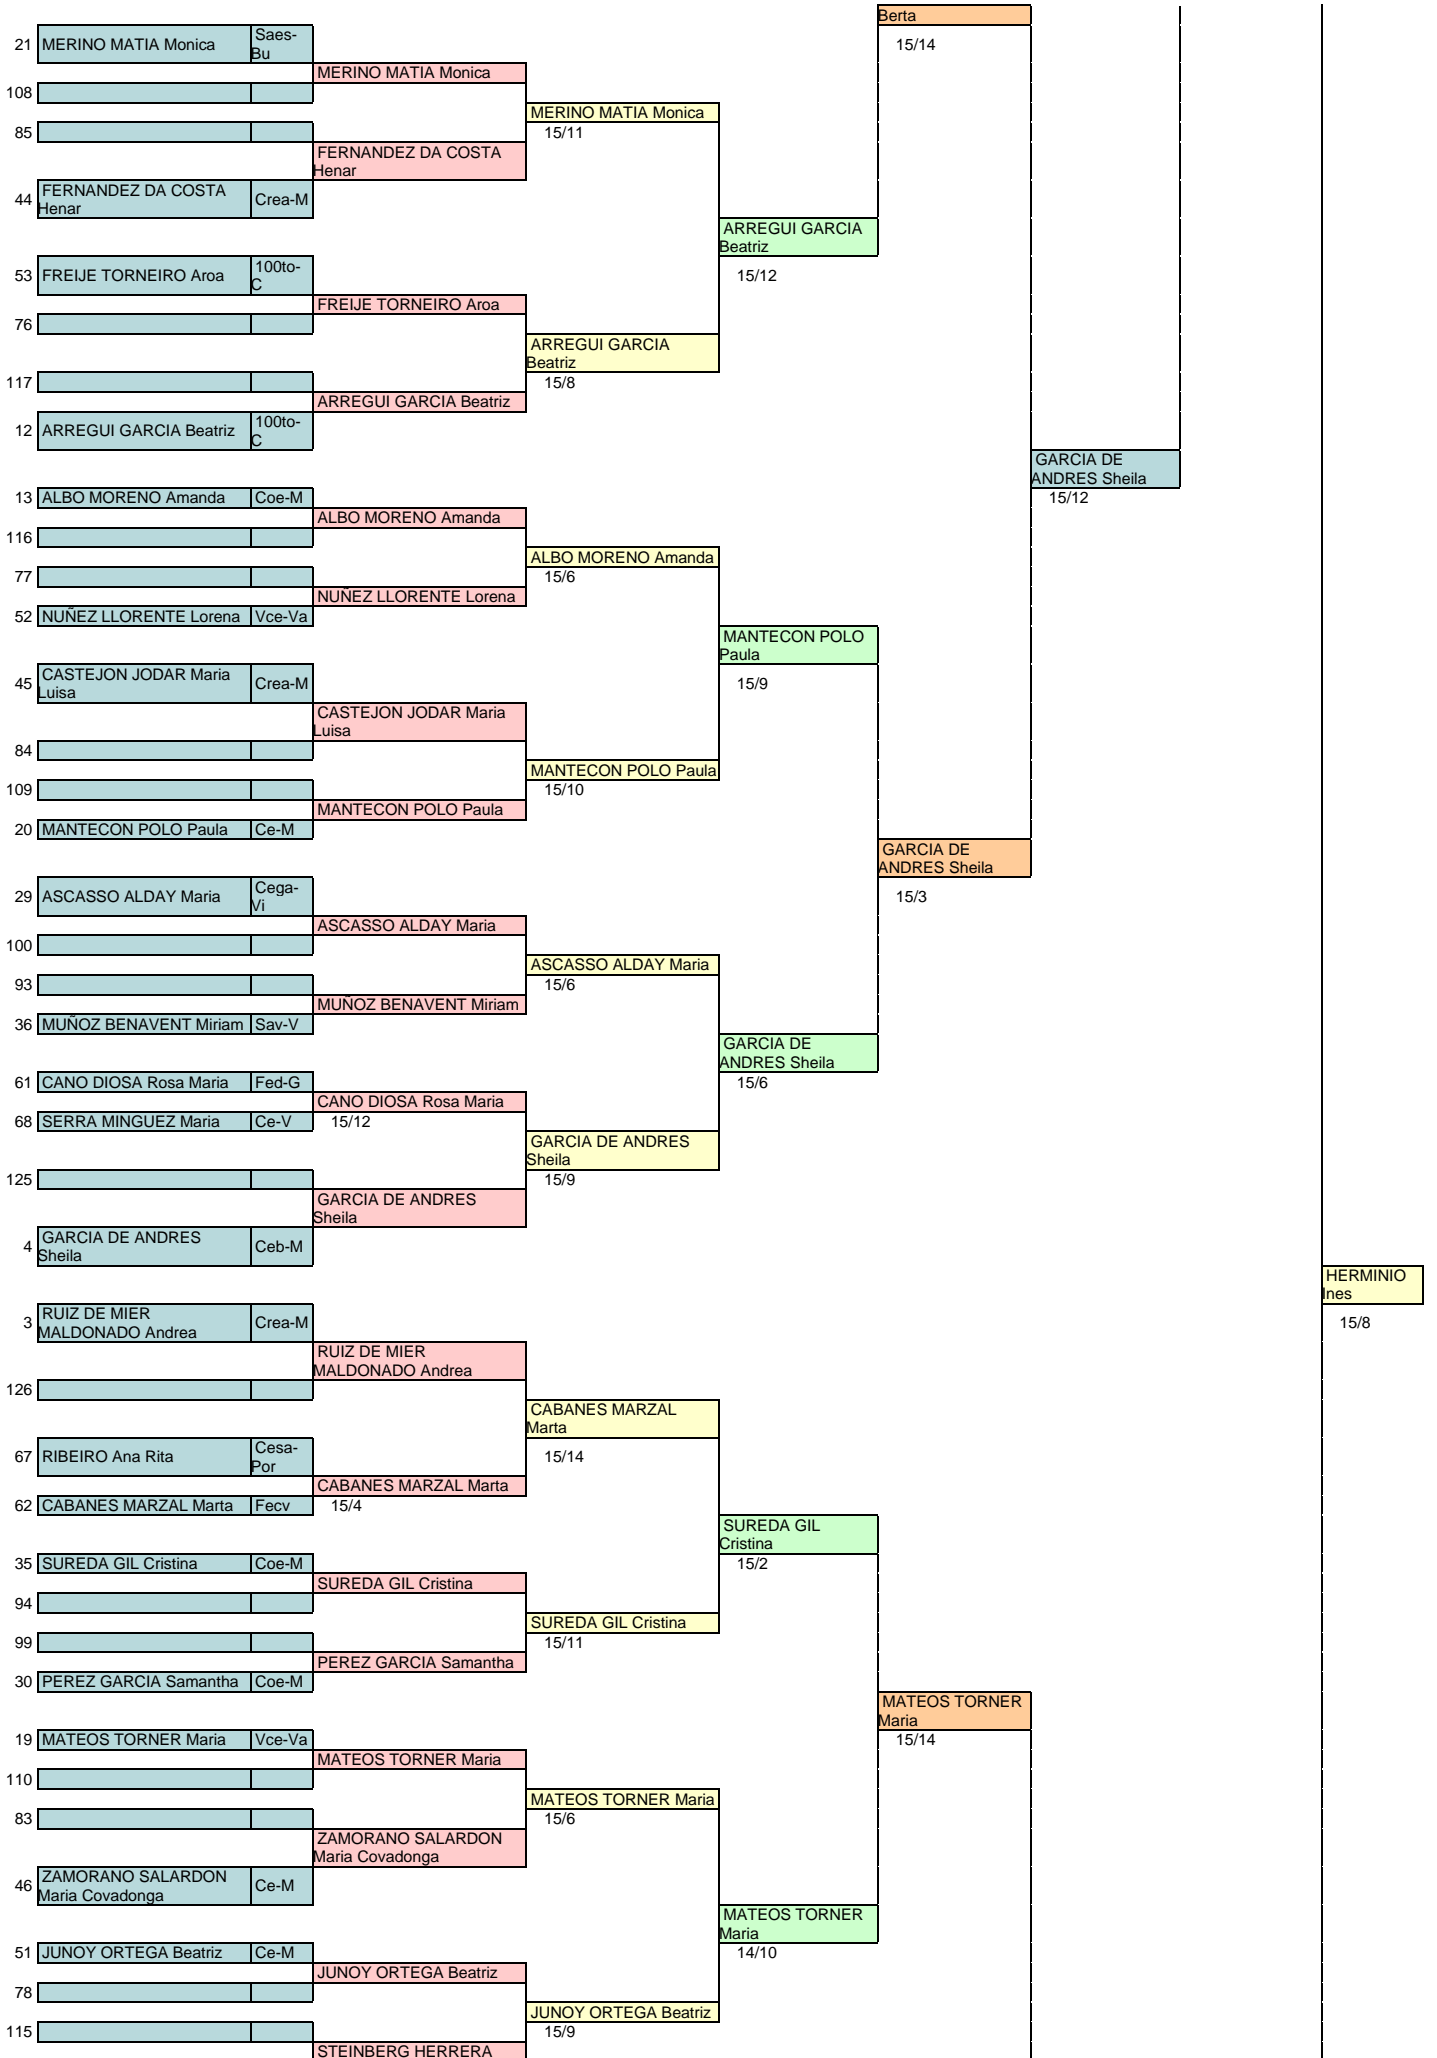 Berta
15/14
21 MERINO MATIA Monica Saes-
Bu
MERINO MATIA Monica
108
MERINO MATIA Monica
15/11
85
FERNANDEZ DA COSTA
Henar
44 FERNANDEZ DA COSTA
Henar
Crea-M
ARREGUI GARCIA
Beatriz
15/12
53 FREIJE TORNEIRO Aroa 100to-
C
FREIJE TORNEIRO Aroa
76
ARREGUI GARCIA
Beatriz
15/8
117
ARREGUI GARCIA Beatriz
12 ARREGUI GARCIA Beatriz 100to-
C
GARCIA DE
ANDRES Sheila
15/12
13 ALBO MORENO Amanda Coe-M
ALBO MORENO Amanda
116
ALBO MORENO Amanda
15/6
77
NUÑEZ LLORENTE Lorena
52 NUÑEZ LLORENTE Lorena Vce-Va
MANTECON POLO
Paula
15/9
45 CASTEJON JODAR Maria
Luisa
Crea-M
CASTEJON JODAR Maria
Luisa
84
MANTECON POLO Paula
15/10
109
MANTECON POLO Paula
20 MANTECON POLO Paula Ce-M
GARCIA DE
ANDRES Sheila
15/3
29 ASCASSO ALDAY Maria Cega-
Vi
ASCASSO ALDAY Maria
100
ASCASSO ALDAY Maria
15/6
93
MUÑOZ BENAVENT Miriam
36 MUÑOZ BENAVENT Miriam Sav-V
GARCIA DE
ANDRES Sheila
15/6
61 CANO DIOSA Rosa Maria Fed-G
CANO DIOSA Rosa Maria
68 SERRA MINGUEZ Maria Ce-V 15/12
GARCIA DE ANDRES
Sheila
15/9
125
GARCIA DE ANDRES
Sheila
4 GARCIA DE ANDRES
Sheila
Ceb-M
HERMINIO
Ines
15/8
3 RUIZ DE MIER
MALDONADO Andrea
Crea-M
RUIZ DE MIER
MALDONADO Andrea
126
CABANES MARZAL
Marta
15/14
67 RIBEIRO Ana Rita Cesa-
Por
CABANES MARZAL Marta
62 CABANES MARZAL Marta Fecv 15/4
SUREDA GIL
Cristina
15/2
35 SUREDA GIL Cristina Coe-M
SUREDA GIL Cristina
94
SUREDA GIL Cristina
15/11
99
PEREZ GARCIA Samantha
30 PEREZ GARCIA Samantha Coe-M
MATEOS TORNER
Maria
15/14
19 MATEOS TORNER Maria Vce-Va
MATEOS TORNER Maria
110
MATEOS TORNER Maria
15/6
83
ZAMORANO SALARDON
Maria Covadonga
46 ZAMORANO SALARDON
Maria Covadonga
Ce-M
MATEOS TORNER
Maria
14/10
51 JUNOY ORTEGA Beatriz Ce-M
JUNOY ORTEGA Beatriz
78
JUNOY ORTEGA Beatriz
15/9
115
STEINBERG HERRERA